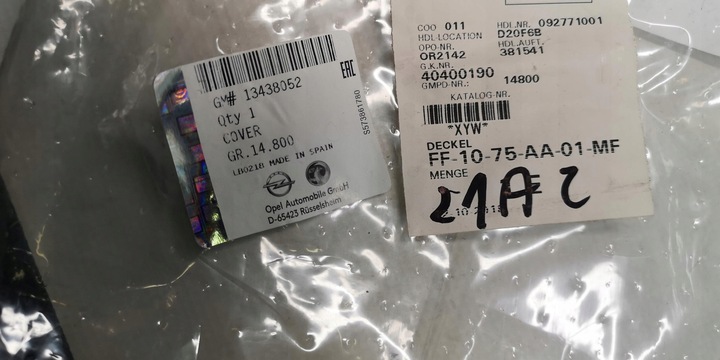 GM# 13438052
Qty 1
COVER
GR.14.800
LB0218 MADE IN SPAIN
Opel Automobile GmbH
D-65423 Rüsselsheim
EAC
S573861780
COO 011 HDL.NR. 092771001
HDL-LOCATION D20F6B
OPO-NR. HDL.AUFT.
OR2142 381541
G.K.NR.
40400190
GMPD-NR.: 14800
KATALOG-NR.
*XYW*
DECKEL
FF-10-75-AA-01-MF
MENGE